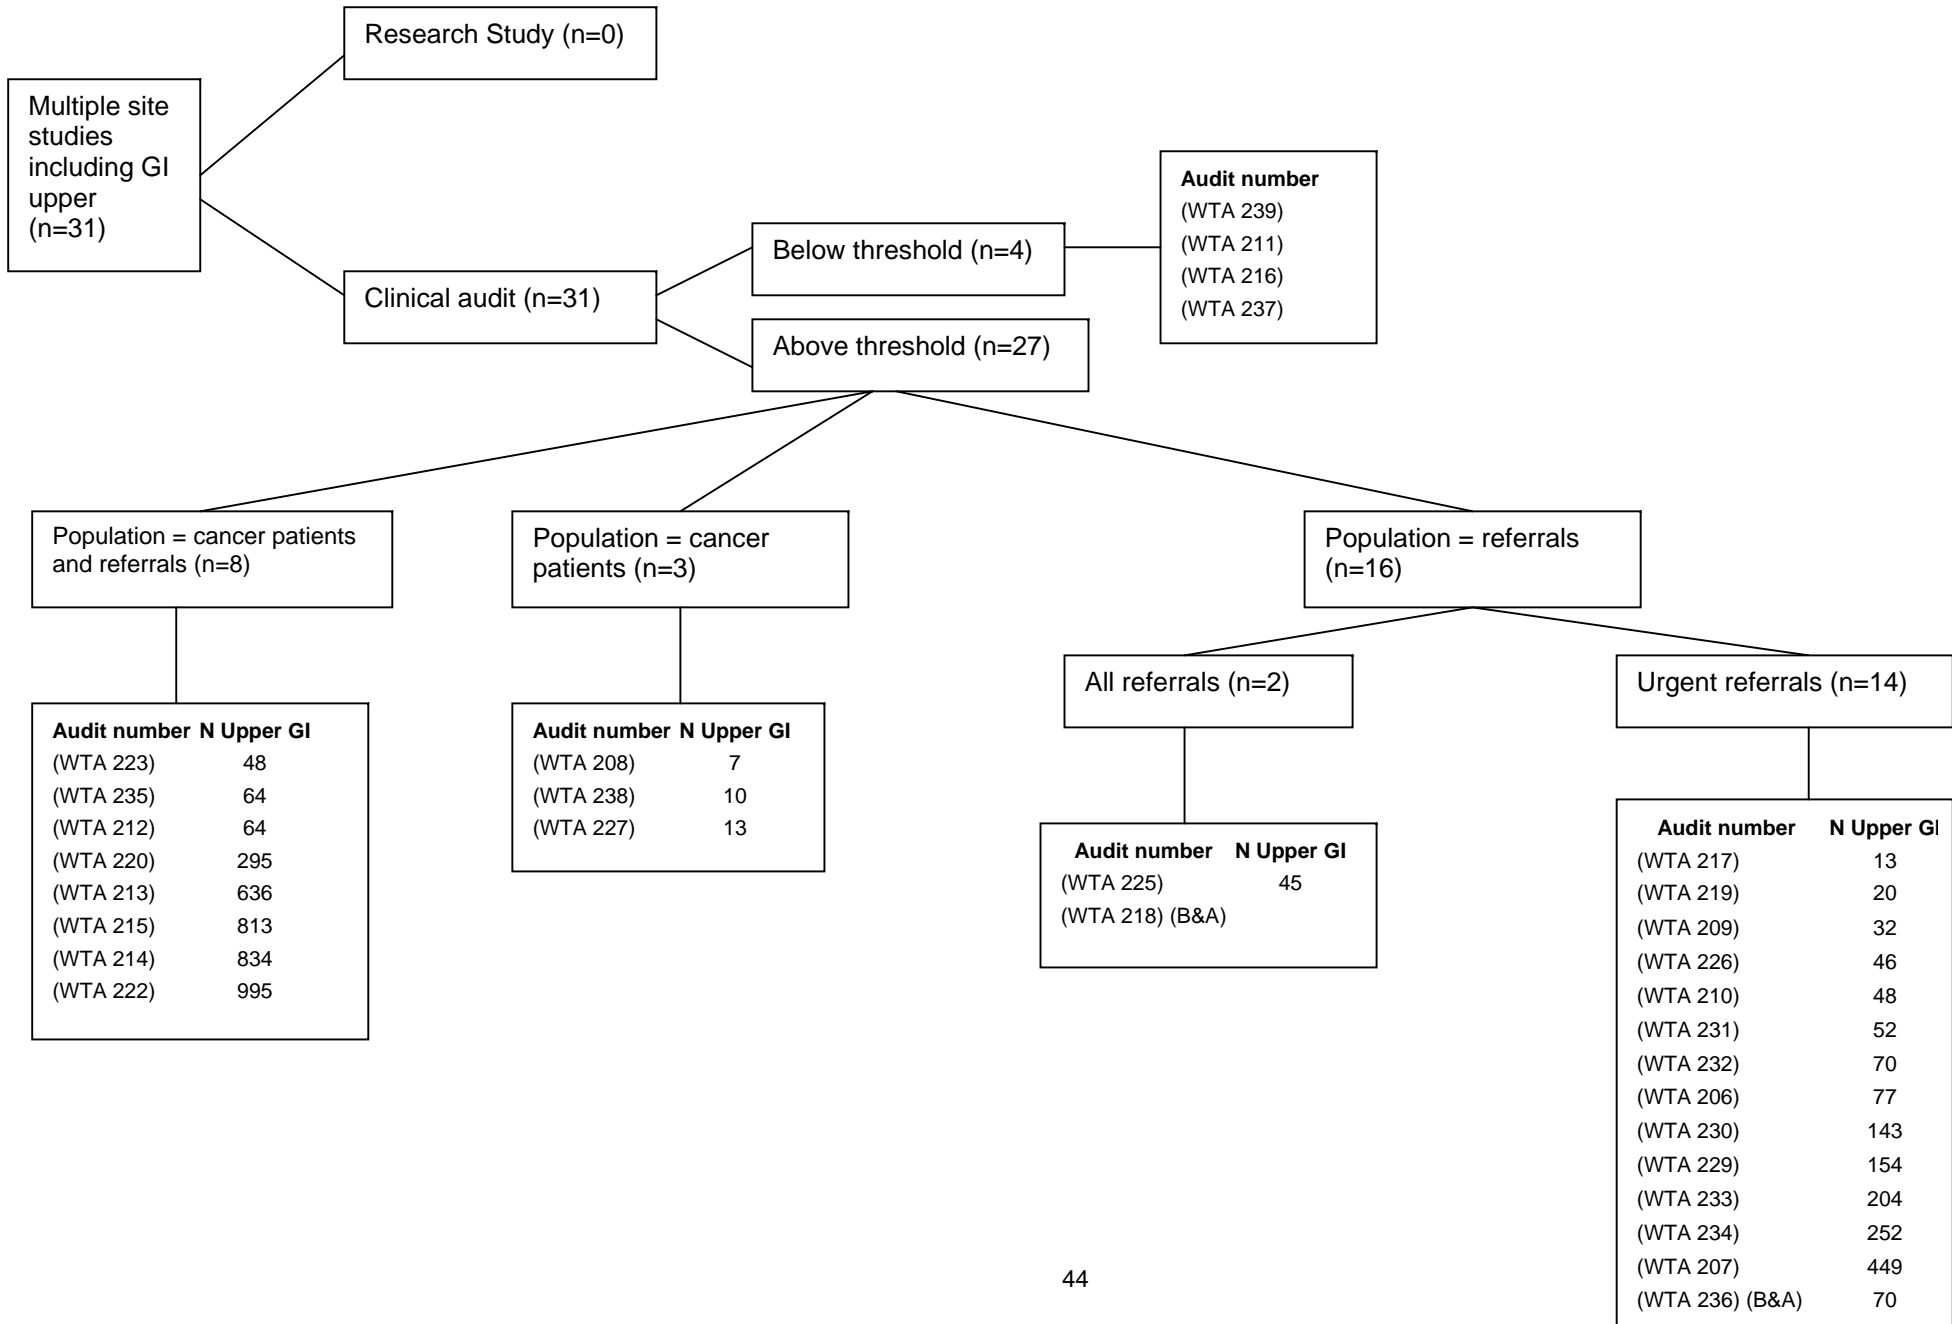 Research Study (n=0)
Multiple site
studies
including GI
upper
(n=31)
Clinical audit (n=31)
Below threshold (n=4)
Audit number
(WTA 239)
(WTA 211)
(WTA 216)
(WTA 237)
Above threshold (n=27)
Population = cancer patients
and referrals (n=8)
Audit number N Upper GI
(WTA 223) 48
(WTA 235) 64
(WTA 212) 64
(WTA 220) 295
(WTA 213) 636
(WTA 215) 813
(WTA 214) 834
(WTA 222) 995
Population = cancer
patients (n=3)
Audit number N Upper GI
(WTA 208) 7
(WTA 238) 10
(WTA 227) 13
Population = referrals
(n=16)
All referrals (n=2)
Audit number N Upper GI
(WTA 225) 45
(WTA 218) (B&A)
Urgent referrals (n=14)
Audit number N Upper GI
(WTA 217) 13
(WTA 219) 20
(WTA 209) 32
(WTA 226) 46
(WTA 210) 48
(WTA 231) 52
(WTA 232) 70
(WTA 206) 77
(WTA 230) 143
(WTA 229) 154
(WTA 233) 204
(WTA 234) 252
(WTA 207) 449
(WTA 236) (B&A) 70
44